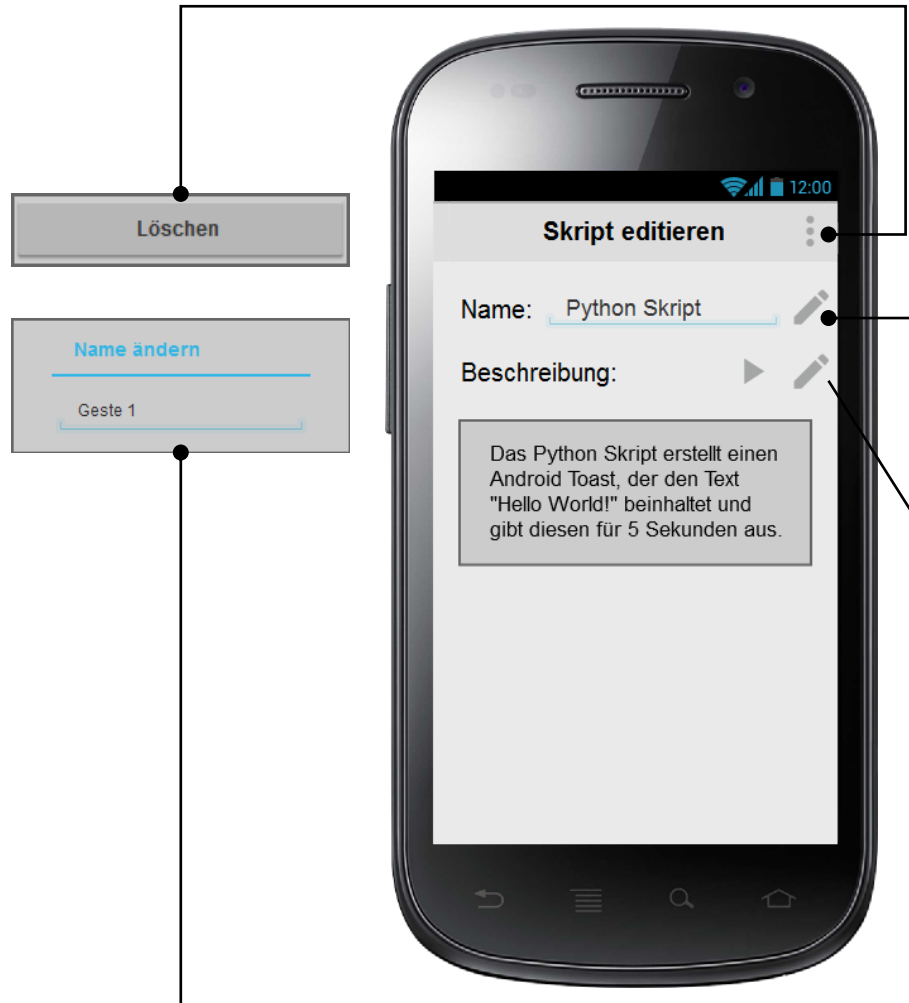 Löschen
Name ändern
Geste 1
12:00
Skript editieren
Name: Python Skript
Beschreibung:
Das Python Skript erstellt einen
Android Toast, der den Text
"Hello World!" beinhaltet und
gibt diesen für 5 Sekunden aus.